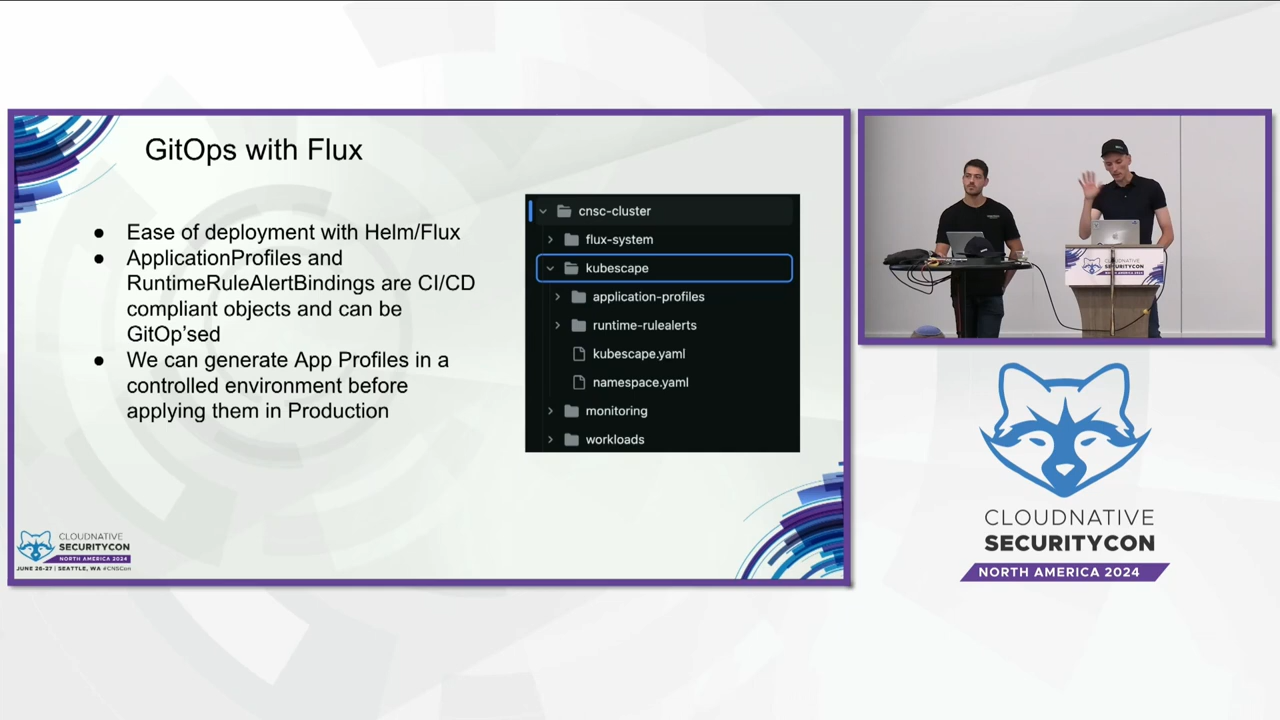 GitOps with Flux
● Ease of deployment with Helm/Flux
● ApplicationProfiles and
RuntimeRuleAlertBindings are CI/CD
compliant objects and can be
GitOp’sed
● We can generate App Profiles in a
controlled environment before
applying them in Production
cnsc-cluster
flux-system
kubescape
application-profiles
runtime-rulealerts
kubescape.yaml
namespace.yaml
monitoring
workloads
CLOUDNATIVE
SECURITYCON
NORTH AMERICA 2024
JUNE 26-27 | SEATTLE, WA #CNSCon
CLOUDNATIVE
SECURITYCON
CLOUDNATIVE
SECURITYCON
NORTH AMERICA 2024